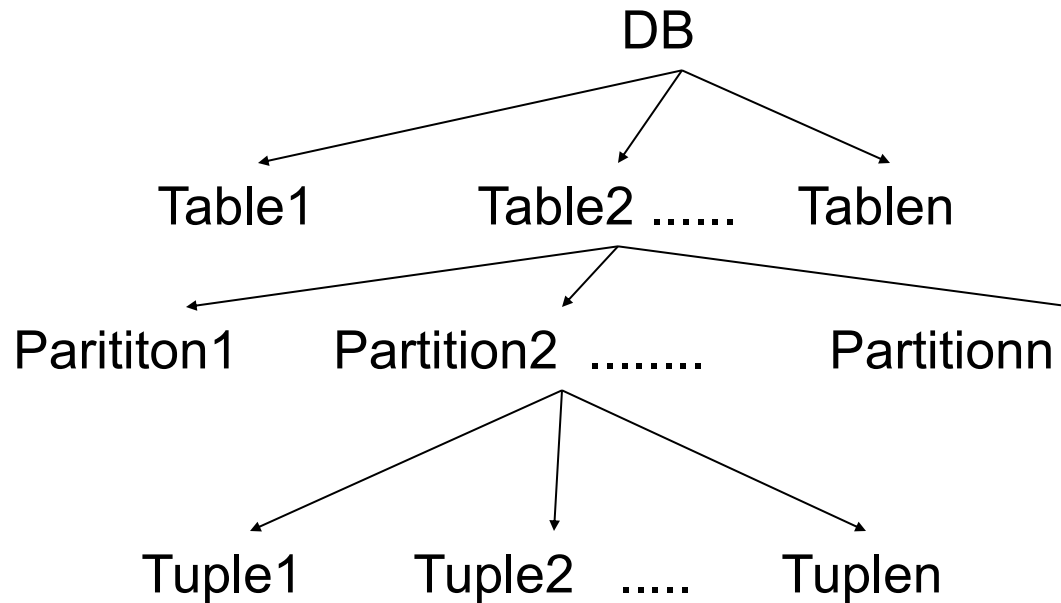 DB
Table1 Table2 ...... Tablen
Parititon1 Partition2 ........ Partitionn
Tuple1 Tuple2 ..... Tuplen